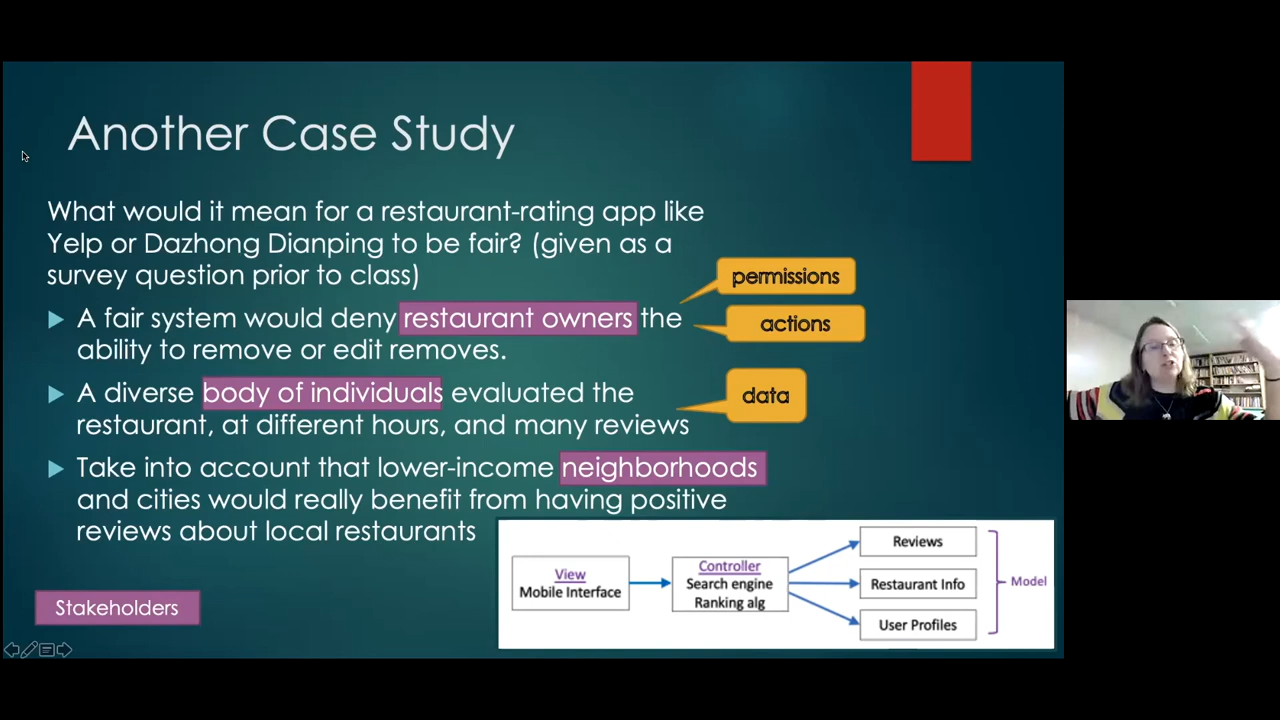 Another Case Study
What would it mean for a restaurant-rating app like
Yelp or Dazhong Dianping to be fair? (given as a
survey question prior to class)
permissions
A fair system would deny restaurant owners the
actions
ability to remove or edit removes.
A diverse body of individuals evaluated the
data
restaurant, at different hours, and many reviews
Take into account that lower-income neighborhoods
and cities would really benefit from having positive
reviews about local restaurants
Stakeholders
View
Mobile Interface
Controller
Search engine
Ranking alg
Reviews
Restaurant Info
User Profiles
Model